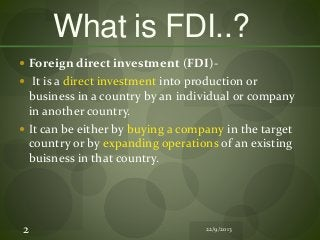 What is FDI..?
Foreign direct investment (FDI)-
It is a direct investment into production or
business in a country by an individual or company
in another country.
It can be either by buying a company in the target
country or by expanding operations of an existing
buisness in that country.
2
22/9/2013